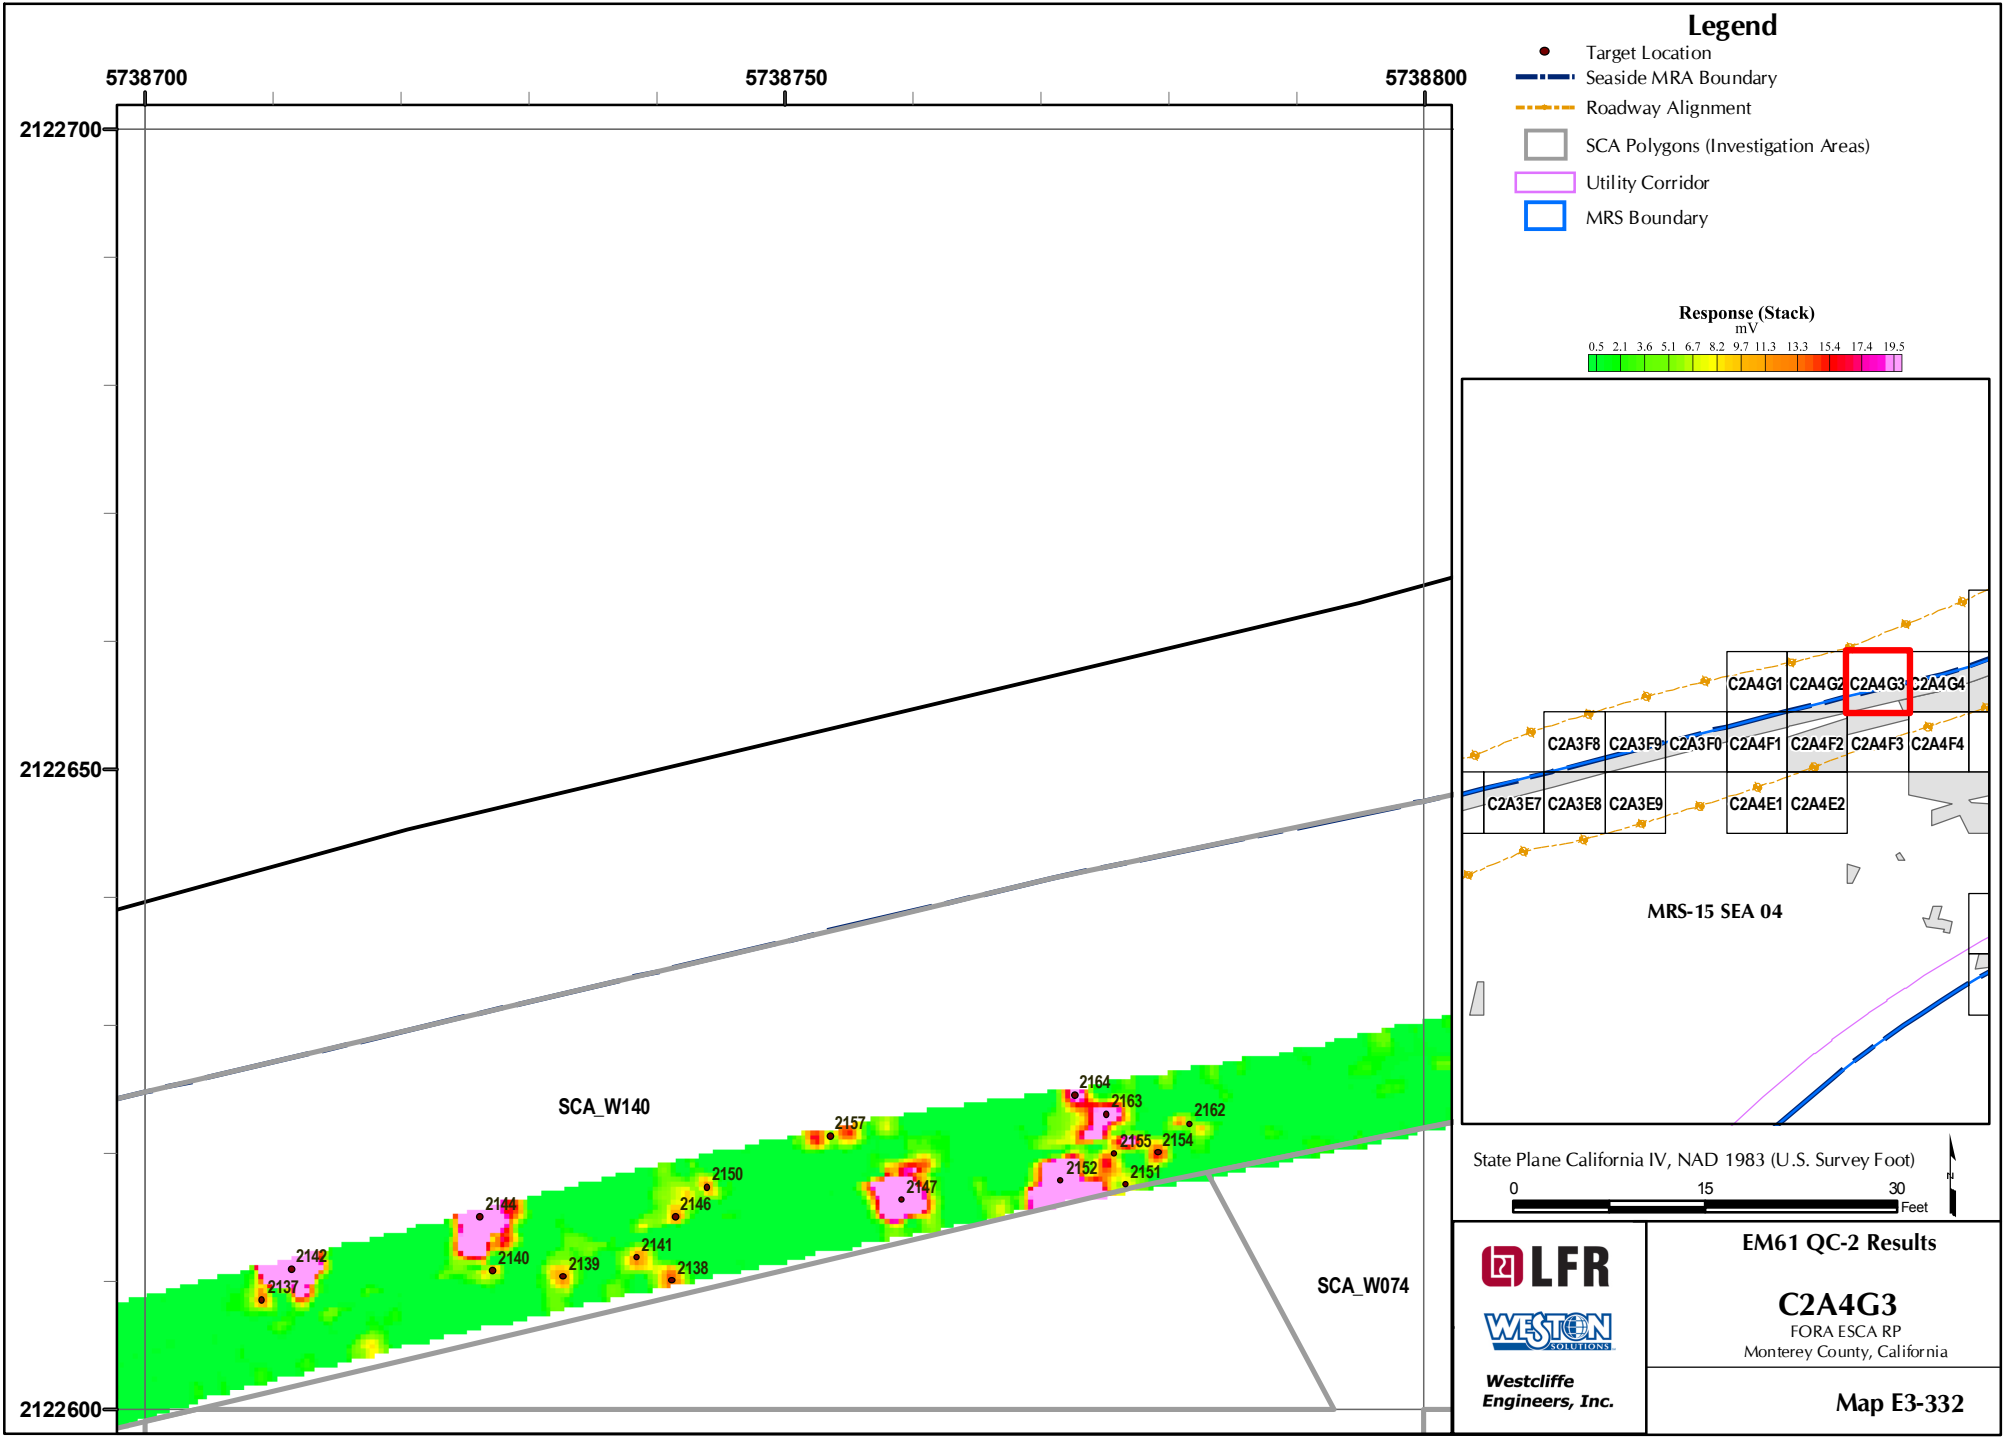 5738700
5738750
5738800
2122700
2122650
2122600
SCA_W140
SCA_W074
2164
2163
2162
2157
2155
2154
2152
2151
2150
2147
2146
2144
2142
2141
2140
2139
2138
2137
Legend
Target Location
Seaside MRA Boundary
Roadway Alignment
SCA Polygons (Investigation Areas)
Utility Corridor
MRS Boundary
Response (Stack)
mV
0.5 2.1 3.6 5.1 6.7 8.2 9.7 11.3 13.3 15.4 17.4 19.5
C2A4G1 C2A4G2 C2A4G3 C2A4G4
C2A3F8 C2A3F9 C2A3F0 C2A4F1 C2A4F2 C2A4F3 C2A4F4
C2A3E7 C2A3E8 C2A3E9 C2A4E1 C2A4E2
MRS-15 SEA 04
State Plane California IV, NAD 1983 (U.S. Survey Foot)
0 15 30
Feet
N
LFR
WESTON
SOLUTIONS
Westcliffe
Engineers, Inc.
EM61 QC-2 Results
C2A4G3
FORA ESCA RP
Monterey County, California
Map E3-332